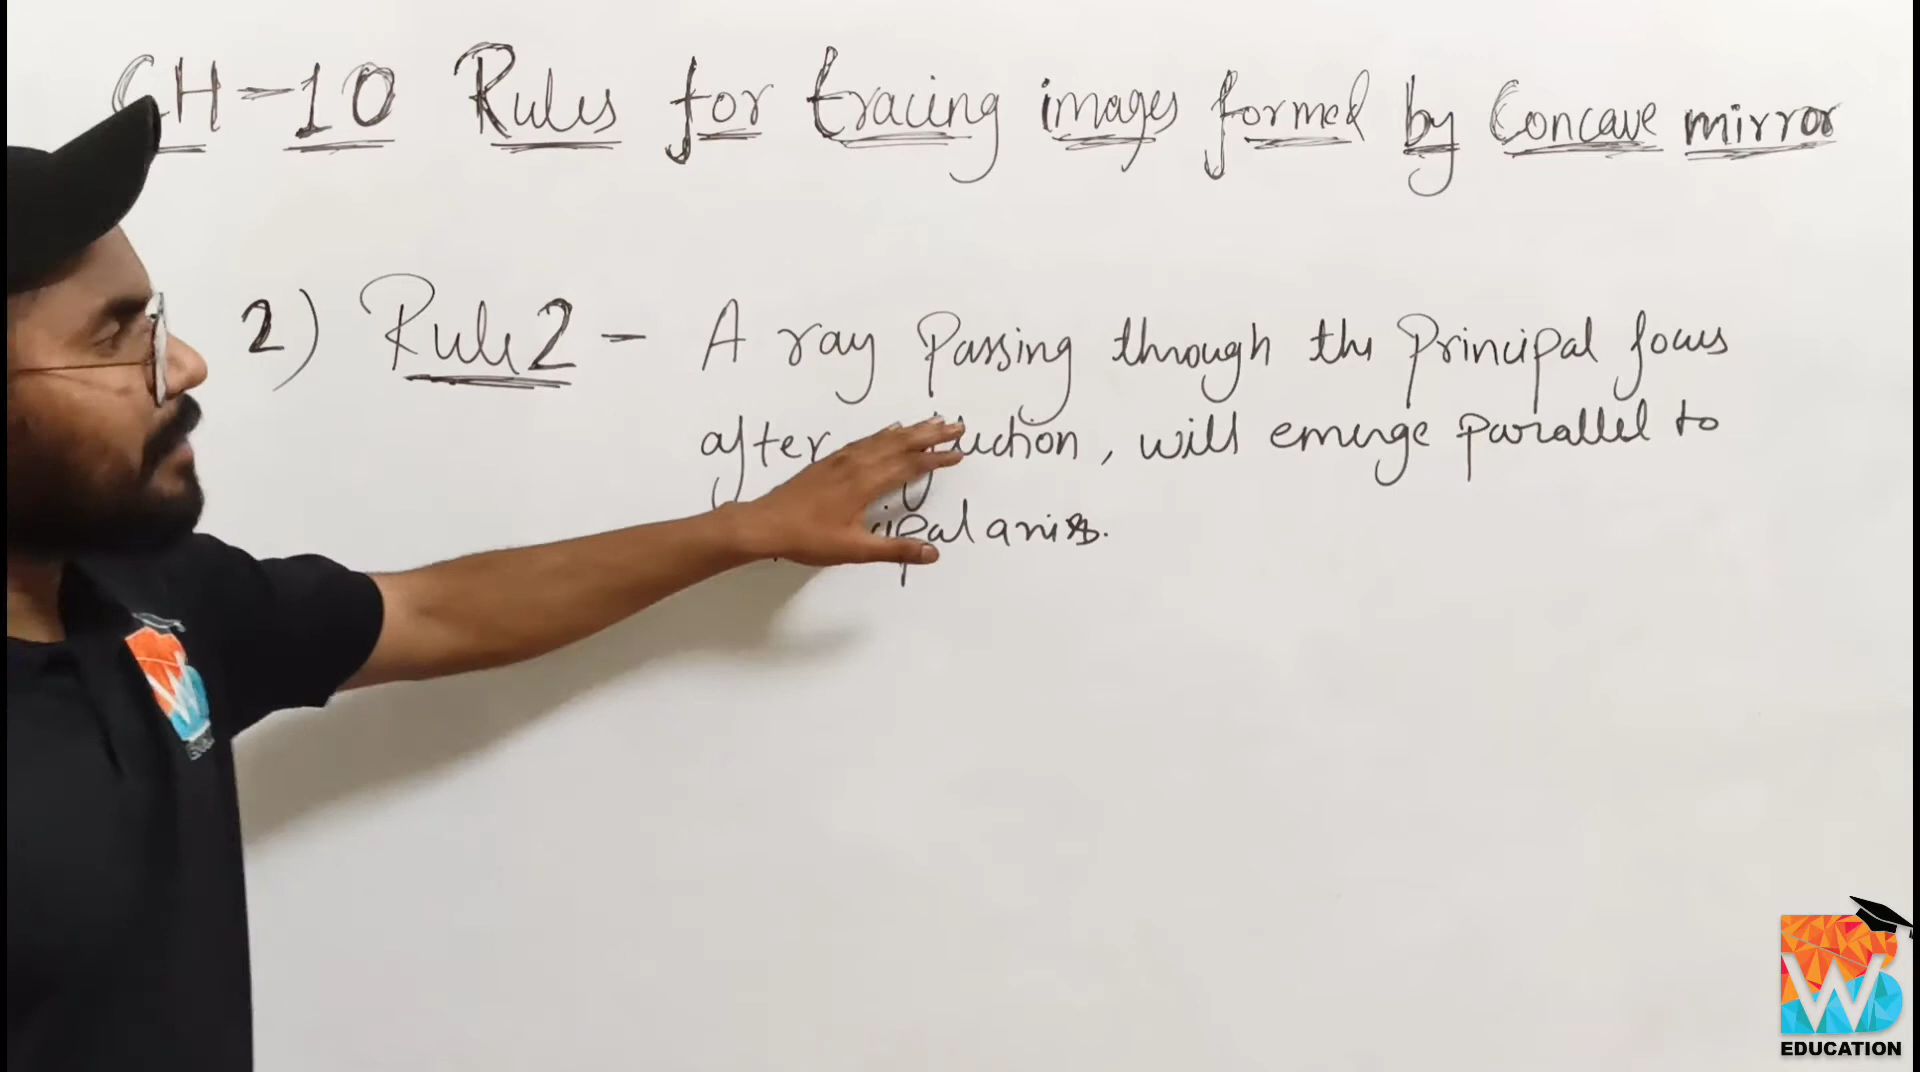 CH-10 Rules for tracing images formed by Concave mirror
2) Rule 2 - A ray Passing through the Principal focus
after , will emerge parallel to
axis.
WB
EDUCATION